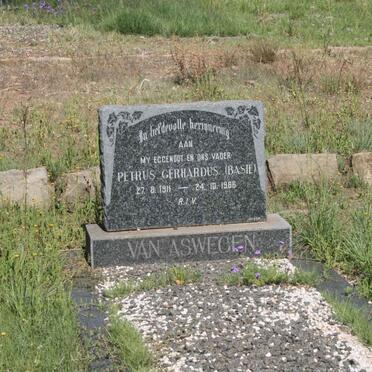 In liefdevolle herinnering
AAN
MY EGGENOOT EN ONS VADER
PETRUS GERHARDUS (BASIE)
27. 8. 1911 — 24. 10. 1966
R.I.V.
VAN ASWEGEN